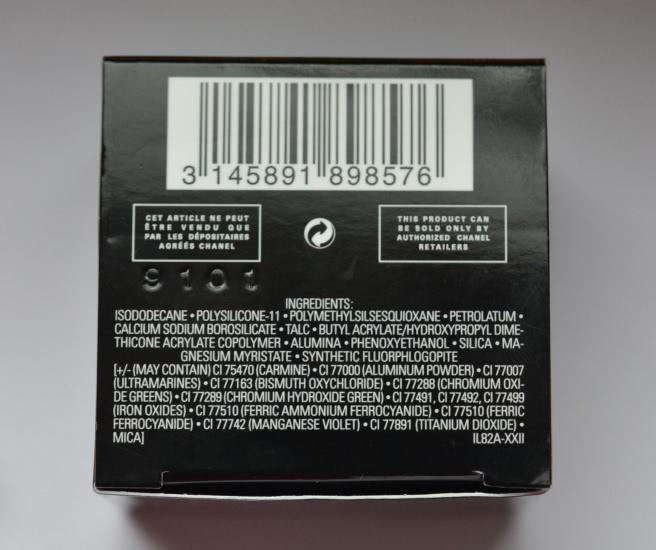 3 145891 898576
CET ARTICLE NE PEUT
ÊTRE VENDU QUE
PAR LES DÉPOSITAIRES
AGRÉÉS CHANEL
THIS PRODUCT CAN
BE SOLD ONLY BY
AUTHORIZED CHANEL
RETAILERS
9101
INGREDIENTS:
ISODODECANE • POLYSILICONE-11 • POLYMETHYLSILSESQUIOXANE • PETROLATUM •
CALCIUM SODIUM BOROSILICATE • TALC • BUTYL ACRYLATE/HYDROXYPROPYL DIME-
THICONE ACRYLATE COPOLYMER • ALUMINA • PHENOXYETHANOL • SILICA • MA-
GNESIUM MYRISTATE • SYNTHETIC FLUORPHLOGOPITE
[+/- (MAY CONTAIN) CI 75470 (CARMINE) • CI 77000 (ALUMINUM POWDER) • CI 77007
(ULTRAMARINES) • CI 77163 (BISMUTH OXYCHLORIDE) • CI 77288 (CHROMIUM OXI-
DE GREENS) • CI 77289 (CHROMIUM HYDROXIDE GREEN) • CI 77491, CI 77492, CI 77499
(IRON OXIDES) • CI 77510 (FERRIC AMMONIUM FERROCYANIDE) • CI 77510 (FERRIC
FERROCYANIDE) • CI 77742 (MANGANESE VIOLET) • CI 77891 (TITANIUM DIOXIDE) •
MICA] IL82A-XXII